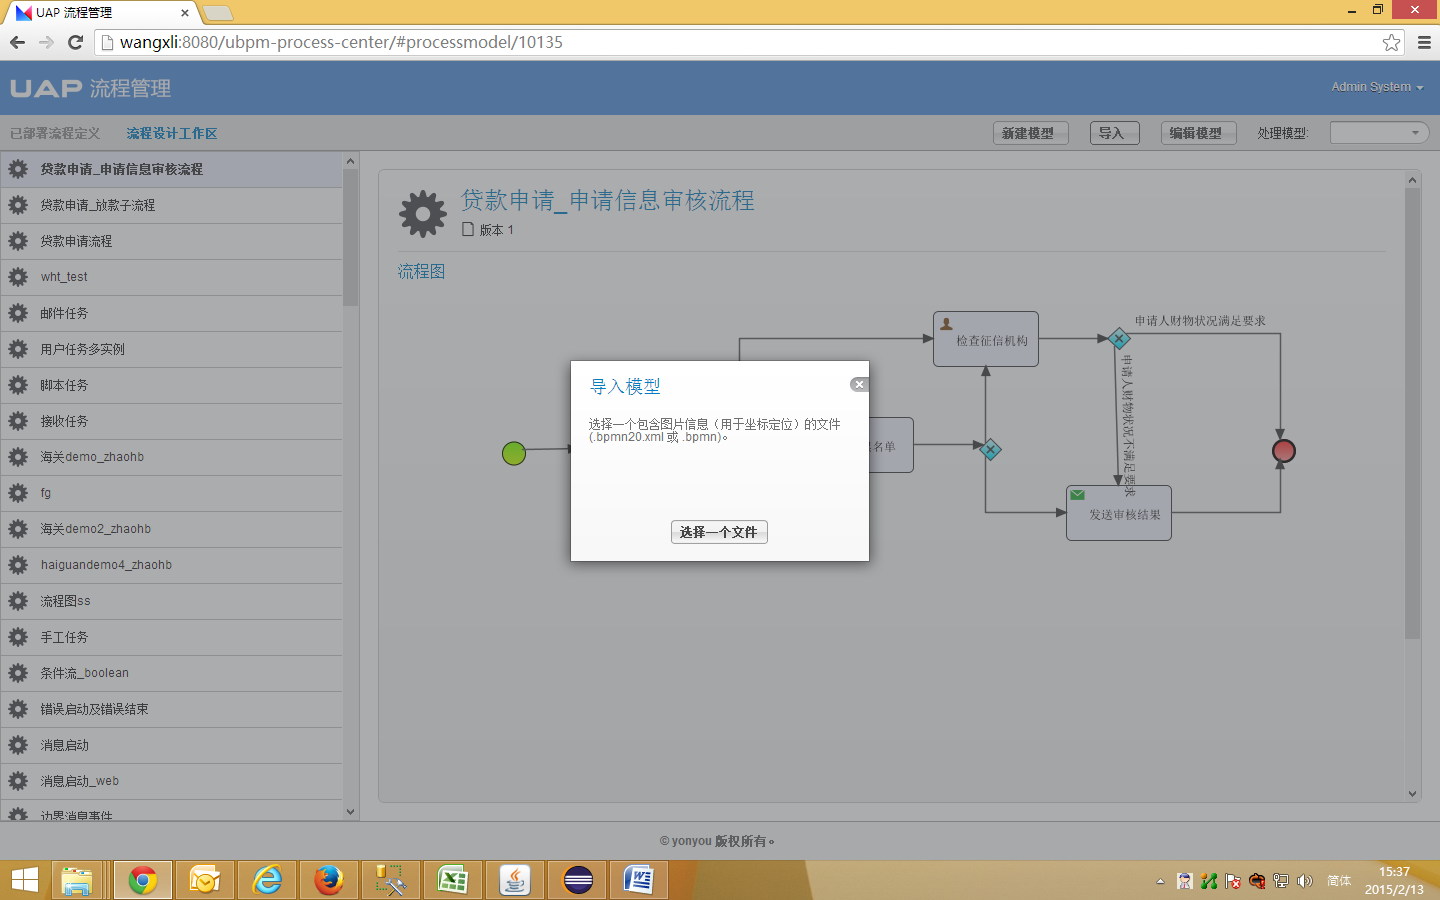 UAP 流程管理
wangxli:8080/ubpm-process-center/#processmodel/10135
UAP 流程管理
Admin System
已部署流程定义
流程设计工作区
新建模型
导入
编辑模型
处理模型:
贷款申请_申请信息审核流程
贷款申请_放款子流程
贷款申请流程
wht_test
邮件任务
用户任务多实例
脚本任务
接收任务
海关demo_zhaohb
fg
海关demo2_zhaohb
haiguandemo4_zhaohb
流程图ss
手工任务
条件流_boolean
错误启动及错误结束
消息启动
消息启动_web
边界消息事件
贷款申请_申请信息审核流程
版本 1
流程图
检查征信机构
申请人财物状况满足要求
申请人财物状况不满足要求
名单
发送审核结果
导入模型
选择一个包含图片信息（用于坐标定位）的文件
(.bpmn20.xml 或 .bpmn)。
选择一个文件
© yonyou 版权所有。
简体
15:37
2015/2/13